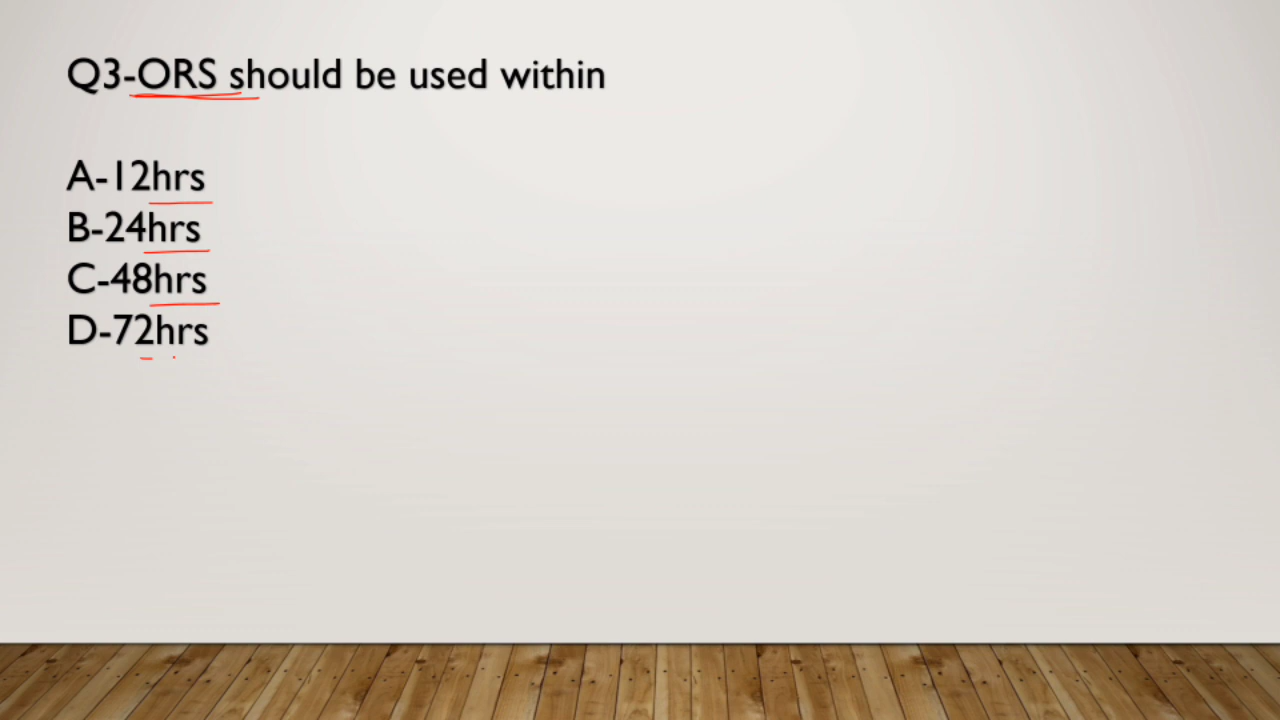 Q3-ORS should be used within
A-12hrs
B-24hrs
C-48hrs
D-72hrs